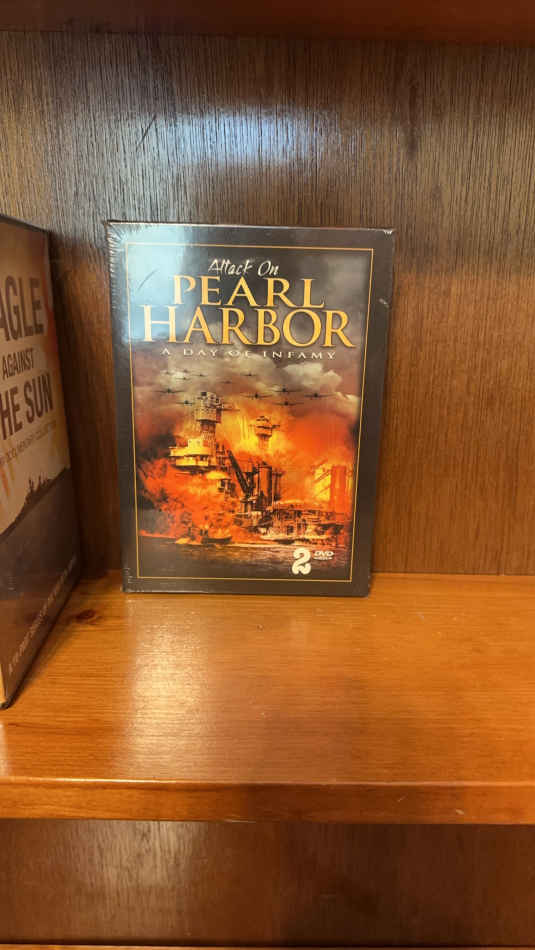 Attack On
PEARL
HARBOR
A DAY OF INFAMY
2 DVD
AGLE
AGAINST
HE SUN